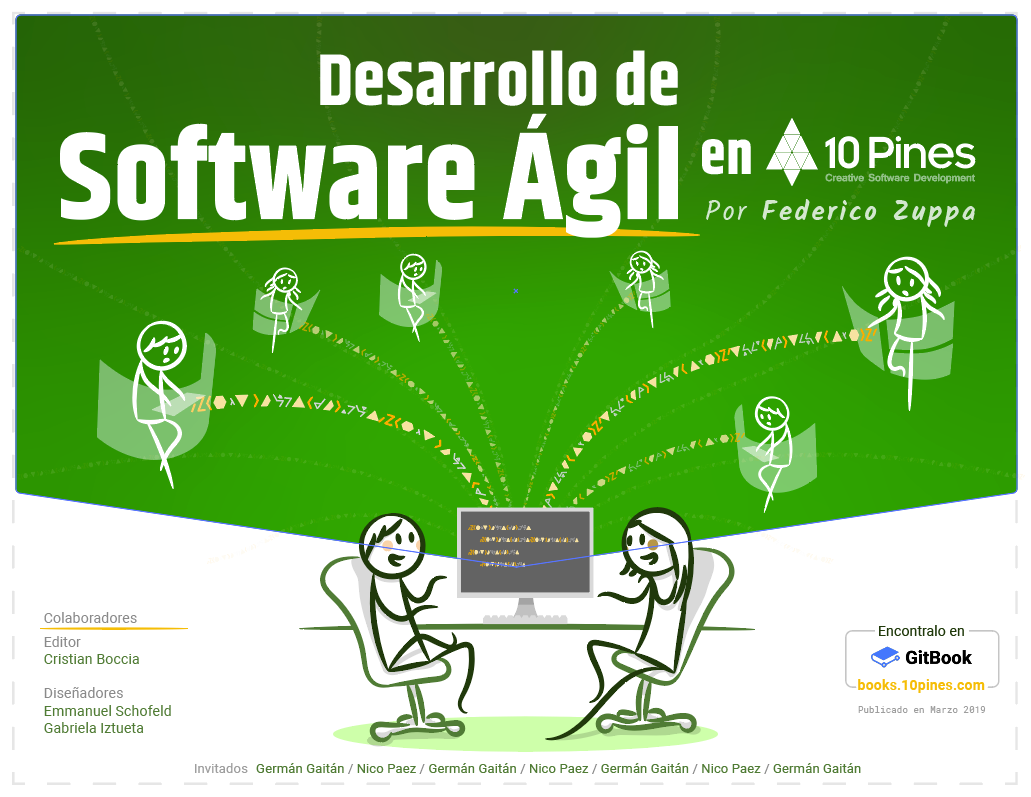 Desarrollo de
Software Ágil en 10 Pines
Creative Software Development
Por Federico Zuppa
Colaboradores
Editor
Cristian Boccia
Diseñadores
Emmanuel Schofeld
Gabriela Iztueta
Encontralo en
GitBook
books.10pines.com
Publicado en Marzo 2019
Invitados Germán Gaitán / Nico Paez / Germán Gaitán / Nico Paez / Germán Gaitán / Nico Paez / Germán Gaitán